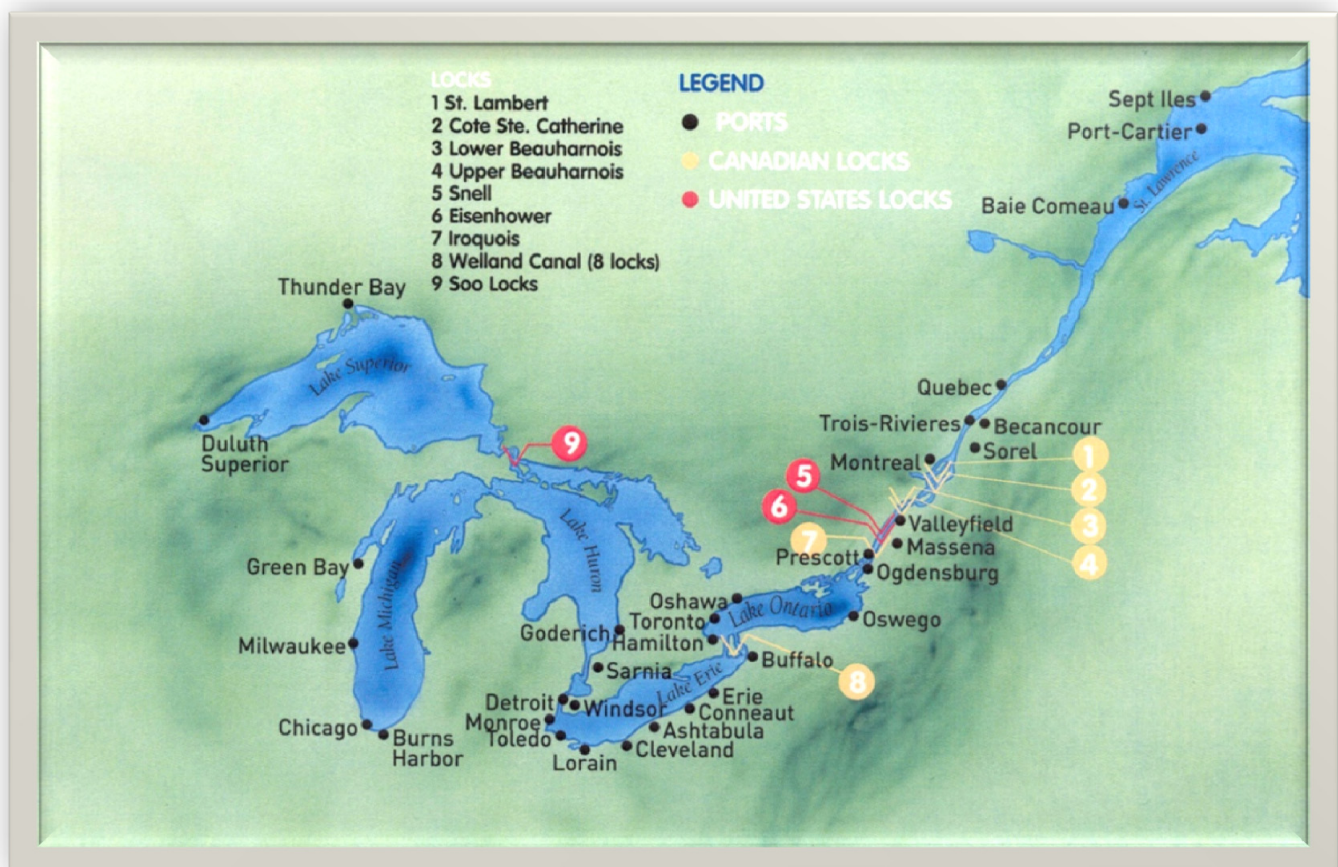 LOCKS
1 St. Lambert
2 Cote Ste. Catherine
3 Lower Beauharnois
4 Upper Beauharnois
5 Snell
6 Eisenhower
7 Iroquois
8 Welland Canal (8 locks)
9 Soo Locks
LEGEND
PORTS
CANADIAN LOCKS
UNITED STATES LOCKS
Sept Iles
Port-Cartier
St. Lawrence
Baie Comeau
Thunder Bay
Lake Superior
Duluth
Superior
9
Quebec
Trois-Rivieres
Becancour
Sorel
Montreal
1
2
3
4
5
6
7
Valleyfield
Massena
Prescott
Ogdensburg
Lake Huron
Lake Michigan
Green Bay
Milwaukee
Chicago
Burns
Harbor
Oshawa
Toronto
Hamilton
Lake Ontario
Oswego
Goderich
Sarnia
Buffalo
8
Lake Erie
Detroit
Windsor
Monroe
Toledo
Lorain
Cleveland
Ashtabula
Conneaut
Erie